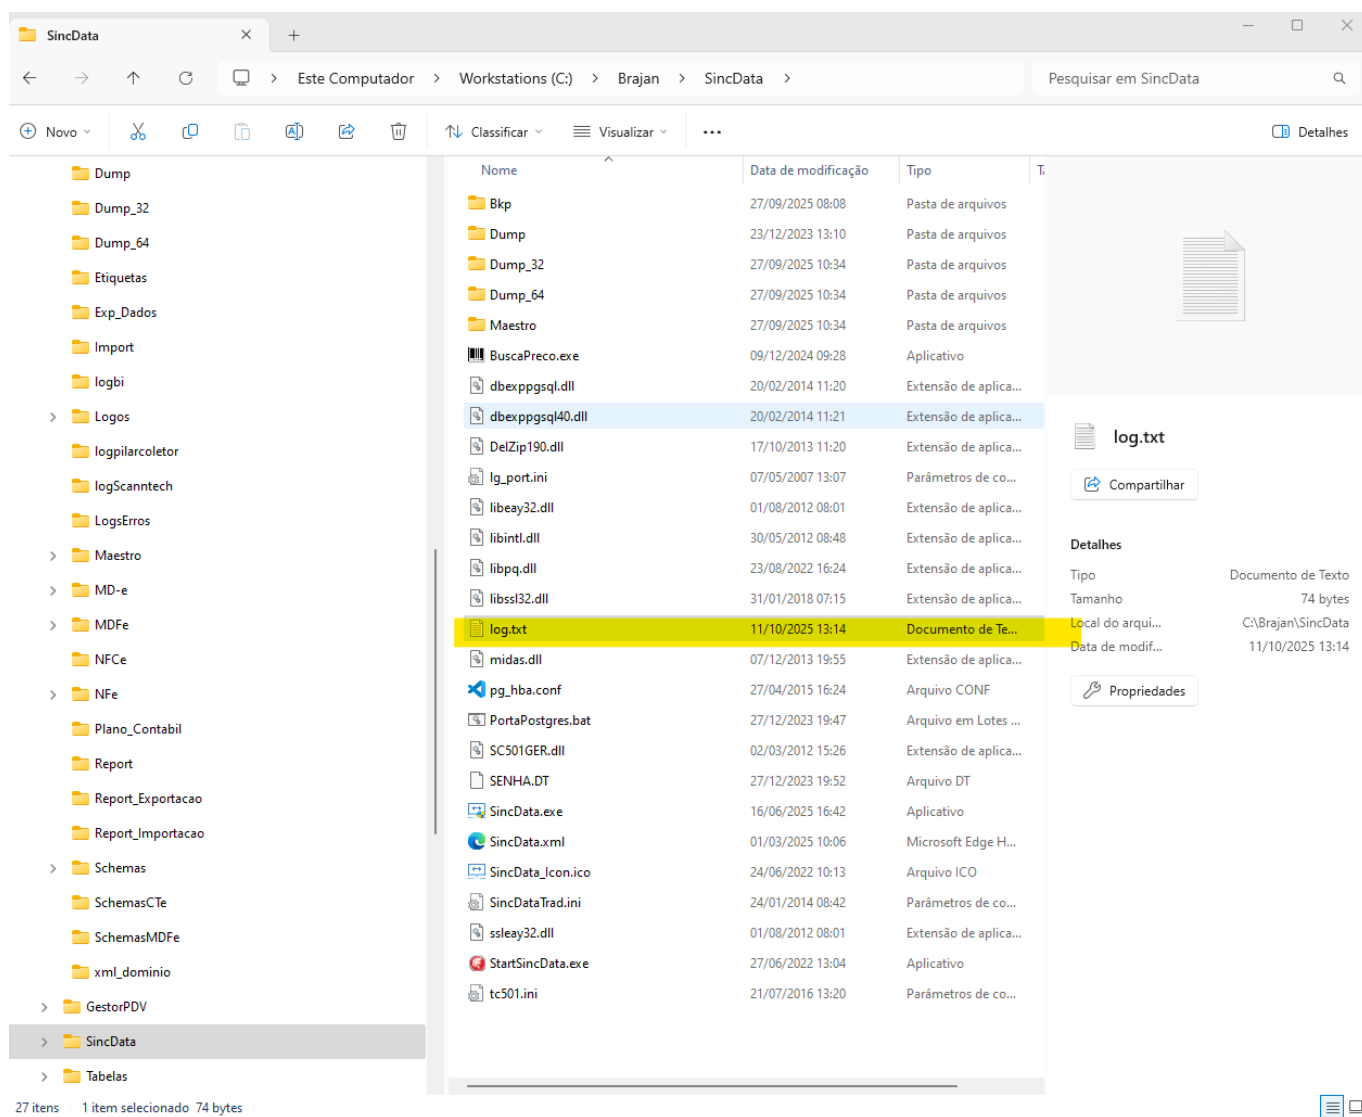 SincData
Este Computador > Workstations (C:) > Brajan > SincData >
Pesquisar em SincData
Novo
Classificar
Visualizar
Detalhes
Dump
Dump_32
Dump_64
Etiquetas
Exp_Dados
Import
logbi
Logos
logpilarcoletor
logScanntech
LogsErros
Maestro
MD-e
MDFe
NFCe
NFe
Plano_Contabil
Report
Report_Exportacao
Report_Importacao
Schemas
SchemasCTe
SchemasMDFe
xml_dominio
GestorPDV
SincData
Tabelas
Nome Data de modificação Tipo
Bkp 27/09/2025 08:08 Pasta de arquivos
Dump 23/12/2023 13:10 Pasta de arquivos
Dump_32 27/09/2025 10:34 Pasta de arquivos
Dump_64 27/09/2025 10:34 Pasta de arquivos
Maestro 27/09/2025 10:34 Pasta de arquivos
BuscaPreco.exe 09/12/2024 09:28 Aplicativo
dbexppgsql.dll 20/02/2014 11:20 Extensão de aplica...
dbexppgsql40.dll 20/02/2014 11:21 Extensão de aplica...
DelZip190.dll 17/10/2013 11:20 Extensão de aplica...
lg_port.ini 07/05/2007 13:07 Parâmetros de co...
libeay32.dll 01/08/2012 08:01 Extensão de aplica...
libintl.dll 30/05/2012 08:48 Extensão de aplica...
libpq.dll 23/08/2022 16:24 Extensão de aplica...
libssl32.dll 31/01/2018 07:15 Extensão de aplica...
log.txt 11/10/2025 13:14 Documento de Te...
midas.dll 07/12/2013 19:55 Extensão de aplica...
pg_hba.conf 27/04/2015 16:24 Arquivo CONF
PortaPostgres.bat 27/12/2023 19:47 Arquivo em Lotes ...
SC501GER.dll 02/03/2012 15:26 Extensão de aplica...
SENHA.DT 27/12/2023 19:52 Arquivo DT
SincData.exe 16/06/2025 16:42 Aplicativo
SincData.xml 01/03/2025 10:06 Microsoft Edge H...
SincData_Icon.ico 24/06/2022 10:13 Arquivo ICO
SincDataTrad.ini 24/01/2014 08:42 Parâmetros de co...
ssleay32.dll 01/08/2012 08:01 Extensão de aplica...
StartSincData.exe 27/06/2022 13:04 Aplicativo
tc501.ini 21/07/2016 13:20 Parâmetros de co...
log.txt
Compartilhar
Detalhes
Tipo Documento de Texto
Tamanho 74 bytes
Local do arqui... C:\Brajan\SincData
Data de modif... 11/10/2025 13:14
Propriedades
27 itens 1 item selecionado 74 bytes